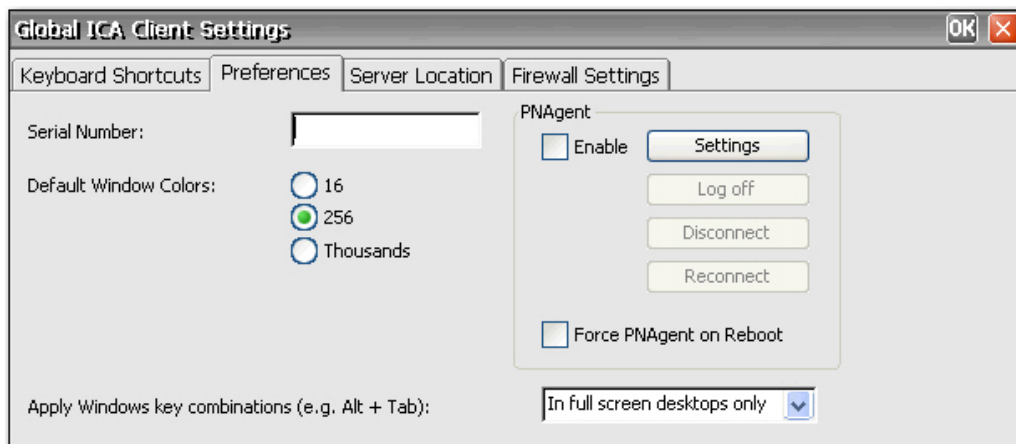 Global ICA Client Settings OK
Keyboard Shortcuts Preferences Server Location Firewall Settings
Serial Number:
Default Window Colors:
16
256
Thousands
PNAgent
Enable Settings
Log off
Disconnect
Reconnect
Force PNAgent on Reboot
Apply Windows key combinations (e.g. Alt + Tab): In full screen desktops only